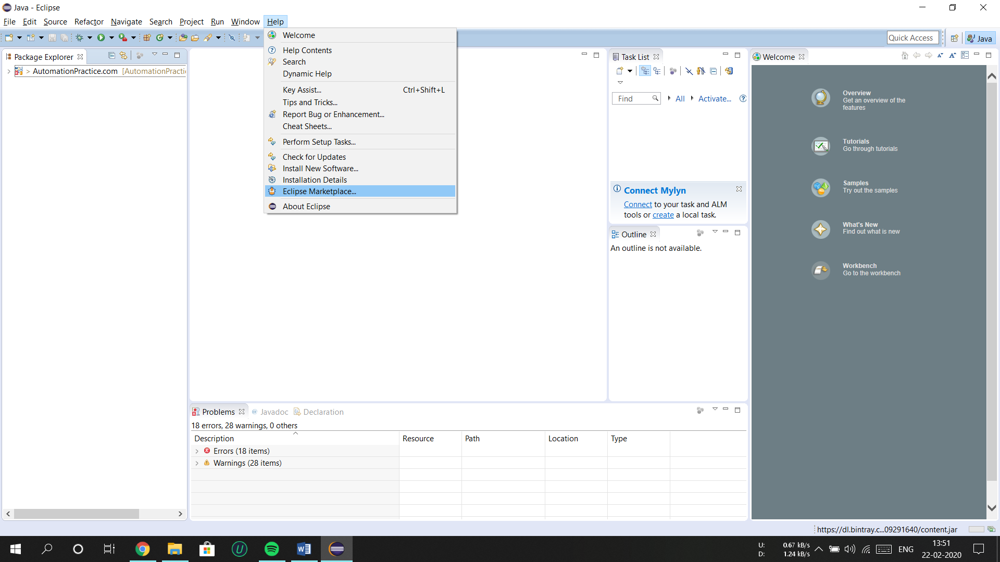 Java - Eclipse
File Edit Source Refactor Navigate Search Project Run Window Help
Quick Access
Java
Welcome
Help Contents
Search
Dynamic Help
Key Assist... Ctrl+Shift+L
Tips and Tricks...
Report Bug or Enhancement...
Cheat Sheets...
Perform Setup Tasks...
Check for Updates
Install New Software...
Installation Details
Eclipse Marketplace...
About Eclipse
Package Explorer
> AutomationPractice.com [AutomationPracti
Task List
Find
All
Activate...
Connect Mylyn
Connect to your task and ALM
tools or create a local task.
Outline
An outline is not available.
Welcome
Overview
Get an overview of the
features
Tutorials
Go through tutorials
Samples
Try out the samples
What's New
Find out what is new
Workbench
Go to the workbench
Problems @ Javadoc Declaration
18 errors, 28 warnings, 0 others
Description Resource Path Location Type
Errors (18 items)
Warnings (28 items)
https://dl.bintray.c...09291640/content.jar
U: 0.67 kB/s
D: 1.24 kB/s
ENG
13:51
22-02-2020